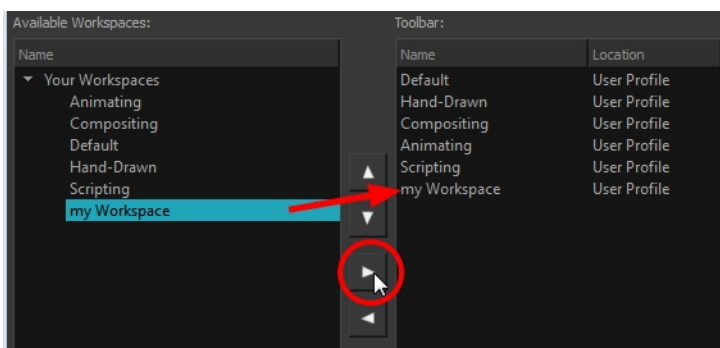 Available Workspaces:
Toolbar:
Name
Name Location
Your Workspaces
Animating
Compositing
Default
Hand-Drawn
Scripting
my Workspace
Default User Profile
Hand-Drawn User Profile
Compositing User Profile
Animating User Profile
Scripting User Profile
my Workspace User Profile